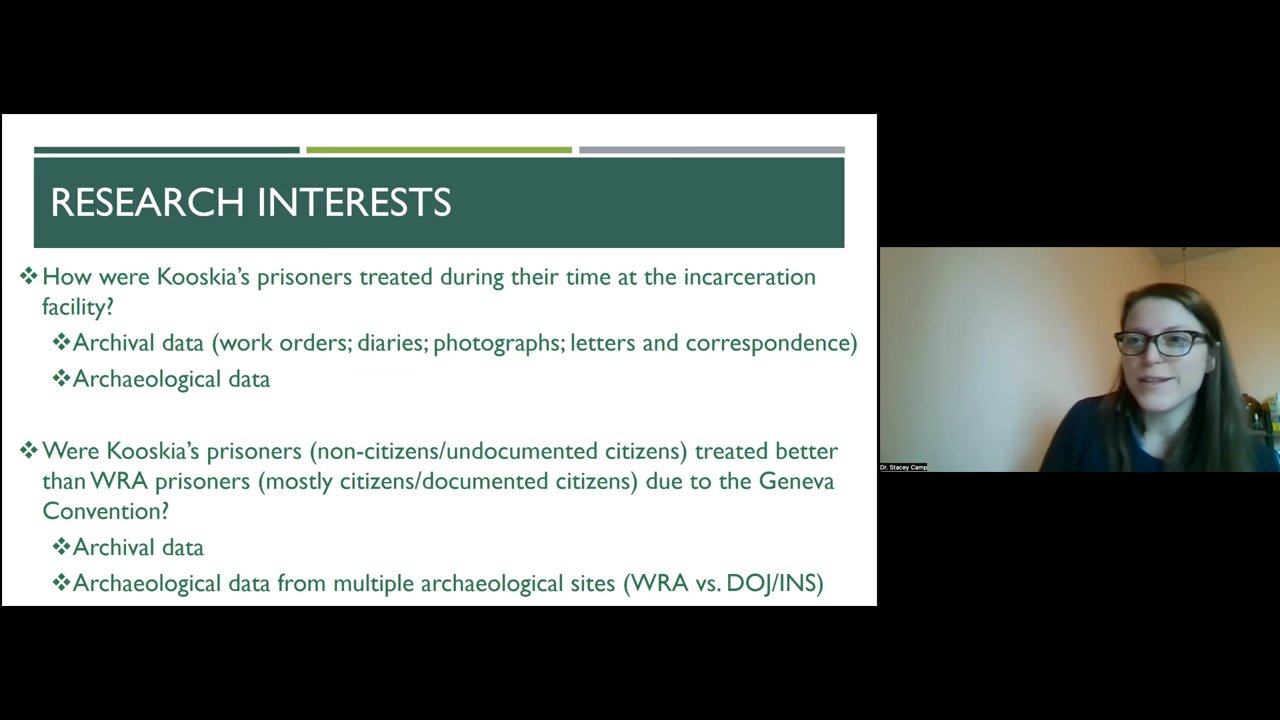 RESEARCH INTERESTS
❖How were Kooskia's prisoners treated during their time at the incarceration
facility?
❖Archival data (work orders; diaries; photographs; letters and correspondence)
❖Archaeological data
❖Were Kooskia's prisoners (non-citizens/undocumented citizens) treated better
than WRA prisoners (mostly citizens/documented citizens) due to the Geneva
Convention?
❖Archival data
❖Archaeological data from multiple archaeological sites (WRA vs. DOJ/INS)
Dr. Stacey Camp